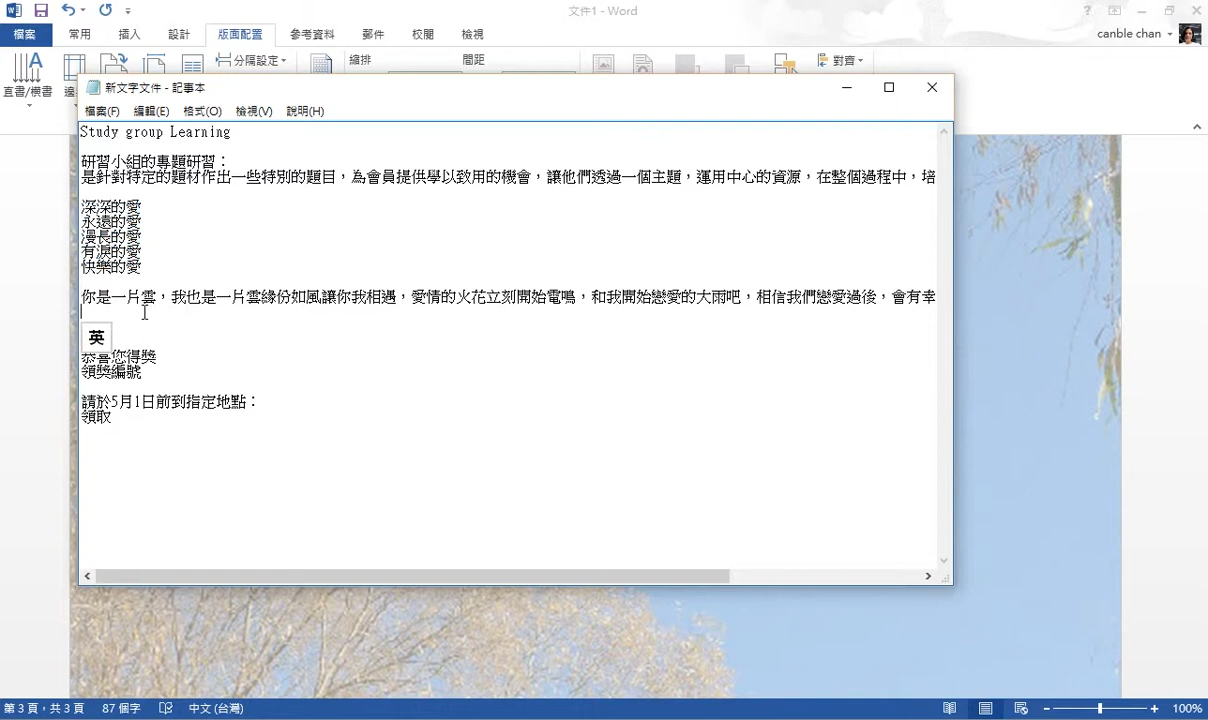 文件1 - Word
檔案 常用 插入 設計 版面配置 參考資料 郵件 校閱 檢視
canble chan
直書/橫書
分隔設定
縮排
間距
對齊
新文字文件 - 記事本
檔案(F) 編輯(E) 格式(O) 檢視(V) 說明(H)
Study group Learning
研習小組的專題研習：
是針對特定的題材作出一些特別的題目，為會員提供學以致用的機會，讓他們透過一個主題，運用中心的資源，在整個過程中，培
深深的愛
永遠的愛
漫長的愛
有淚的愛
快樂的愛
你是一片雲，我也是一片雲緣份如風讓你我相遇，愛情的火花立刻開始電鳴，和我開始戀愛的大雨吧，相信我們戀愛過後，會有幸
英
恭喜您得獎
領獎編號
請於5月1日前到指定地點：
領取
第 3 頁，共 3 頁 87 個字 中文 (台灣) 100%